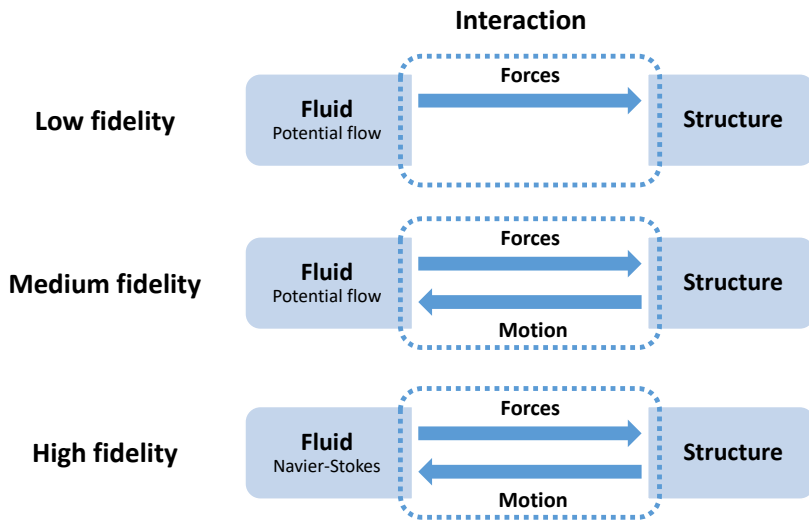 Interaction
Low fidelity
Fluid
Potential flow
Forces
Structure
Medium fidelity
Fluid
Potential flow
Forces
Motion
Structure
High fidelity
Fluid
Navier-Stokes
Forces
Motion
Structure